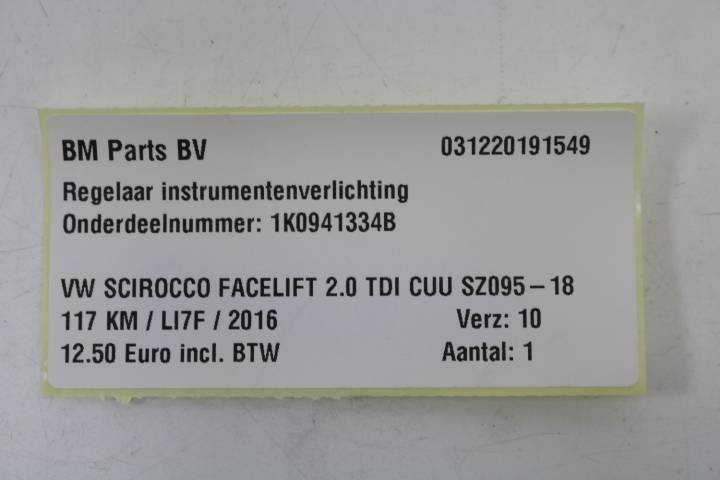 BM Parts BV 031220191549
Regelaar instrumentenverlichting
Onderdeelnummer: 1K0941334B
VW SCIROCCO FACELIFT 2.0 TDI CUU SZ095-18
117 KM / LI7F / 2016 Verz: 10
12.50 Euro incl. BTW Aantal: 1